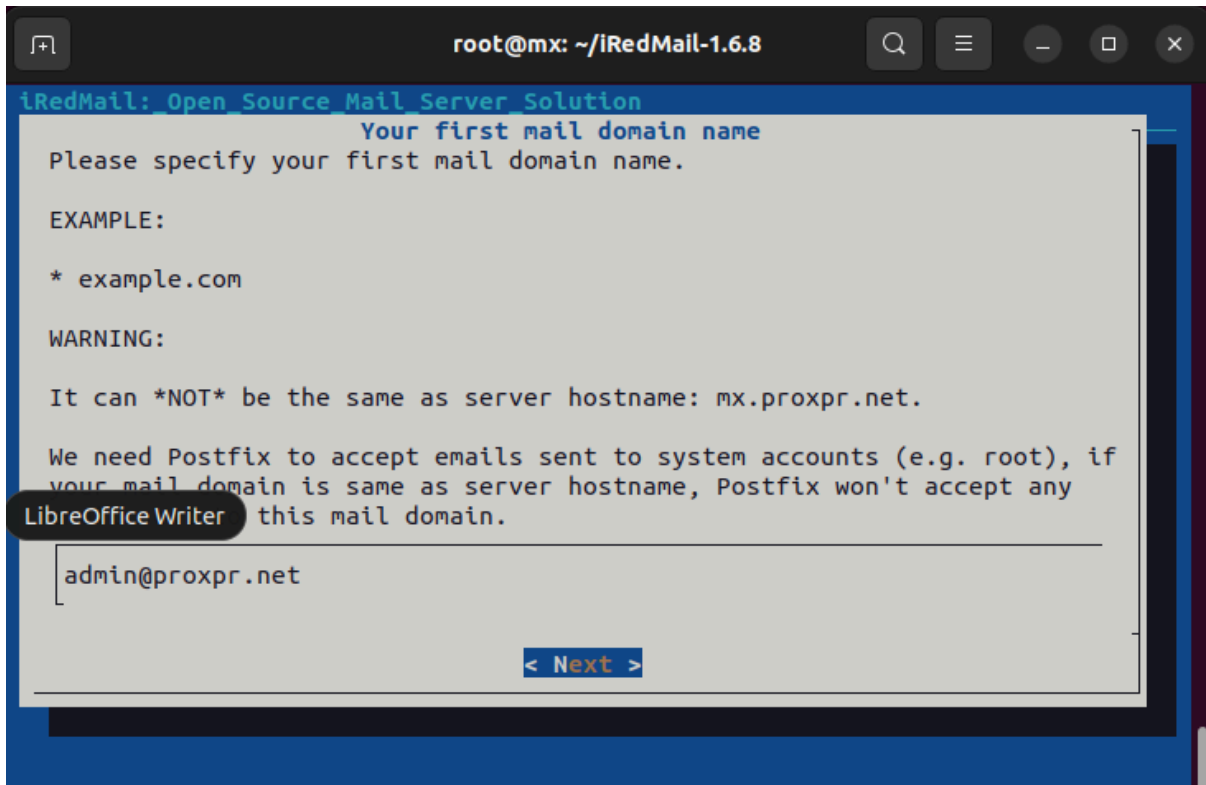 root@mx: ~/iRedMail-1.6.8
iRedMail:_Open_Source_Mail_Server_Solution
Your first mail domain name
Please specify your first mail domain name.
EXAMPLE:
* example.com
WARNING:
It can *NOT* be the same as server hostname: mx.proxpr.net.
We need Postfix to accept emails sent to system accounts (e.g. root), if
your mail domain is same as server hostname, Postfix won't accept any
LibreOffice Writer this mail domain.
admin@proxpr.net
< Next >